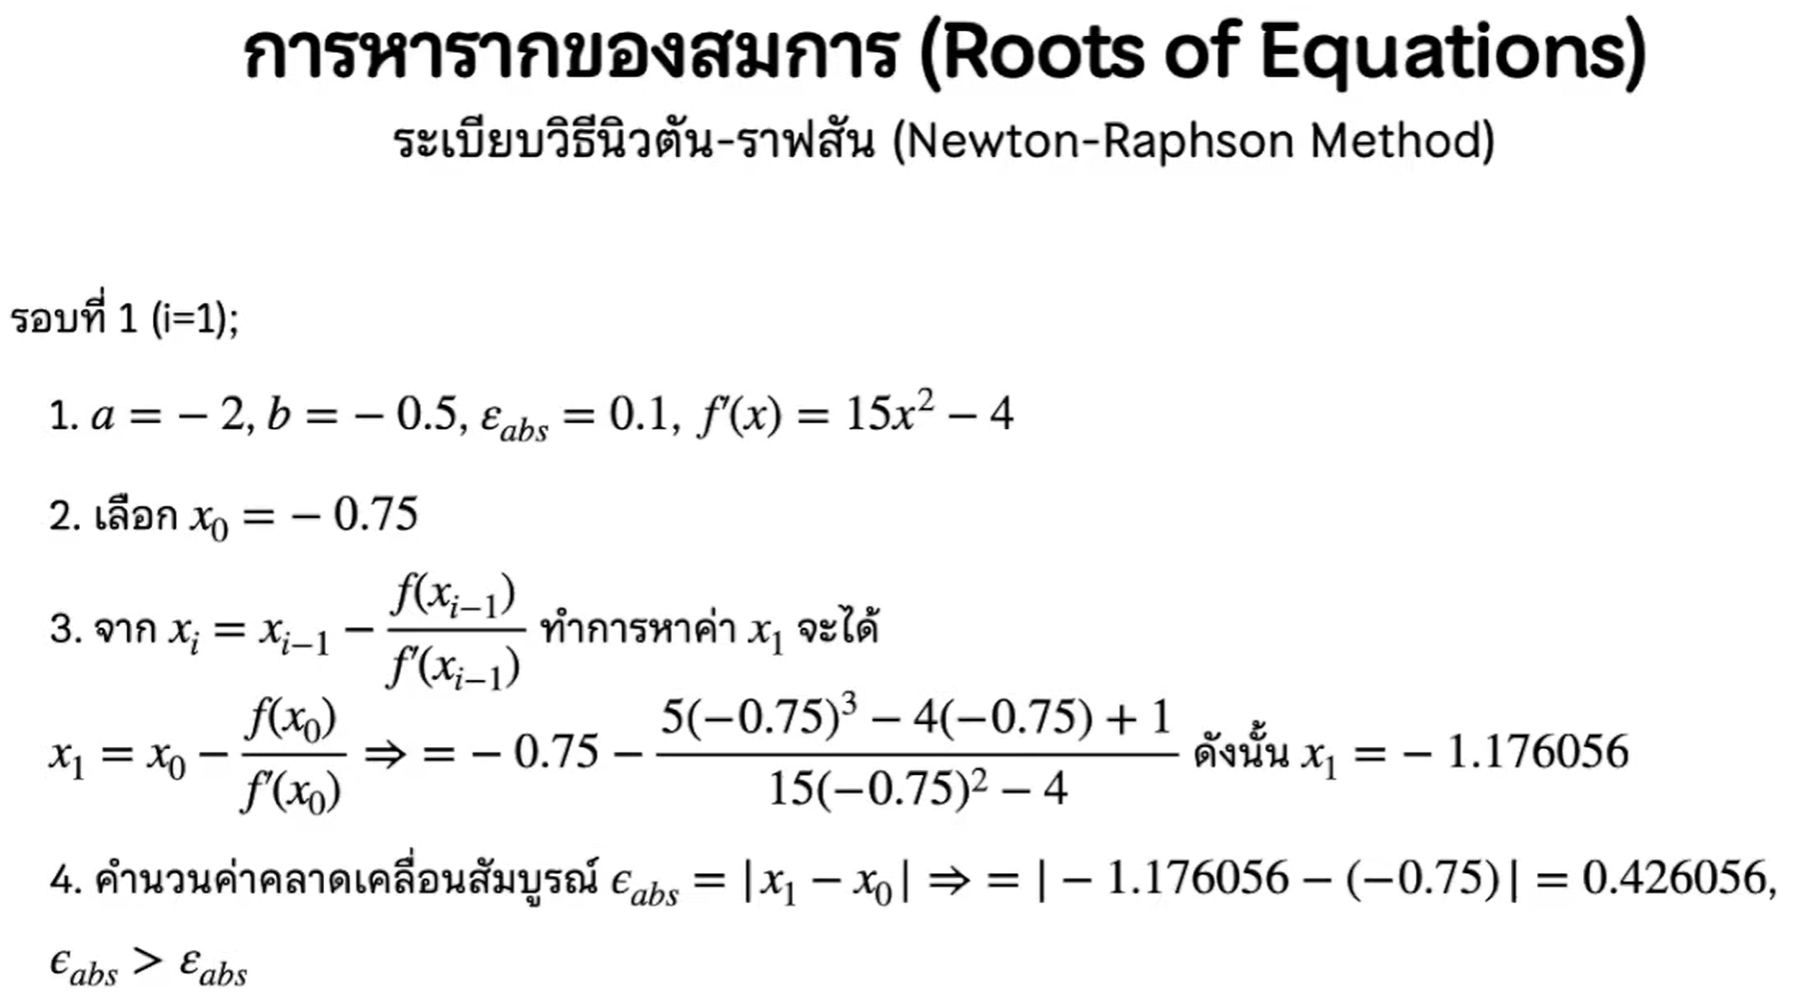 การหารากของสมการ (Roots of Equations)
ระเบียบวิธีนิวตัน-ราฟสัน (Newton-Raphson Method)
รอบที่ 1 (i=1);
1. a = − 2, b = − 0.5, ε_abs = 0.1, f′(x) = 15x² − 4
2. เลือก x₀ = − 0.75
3. จาก x_i = x_{i−1} − f(x_{i−1}) / f′(x_{i−1}) ทำการหาค่า x₁ จะได้
x₁ = x₀ − f(x₀) / f′(x₀) ⇒ = − 0.75 − (5(−0.75)³ − 4(−0.75) + 1) / (15(−0.75)² − 4) ดังนั้น x₁ = − 1.176056
4. คำนวนค่าคลาดเคลื่อนสัมบูรณ์ ϵ_abs = |x₁ − x₀| ⇒ = | − 1.176056 − (−0.75)| = 0.426056,
ϵ_abs > ε_abs